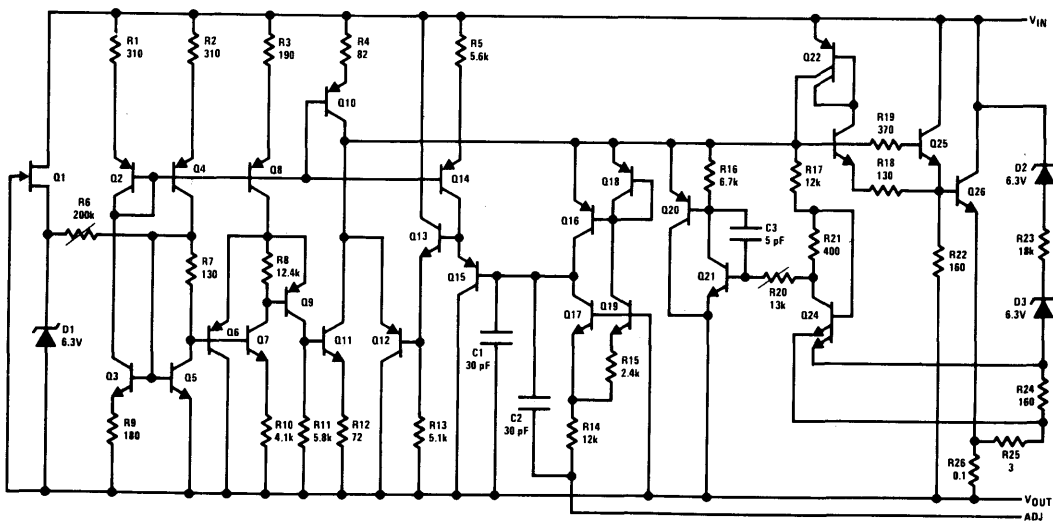 R1
310
R2
310
R3
190
R4
82
R5
5.6k
VIN
Q22
Q10
R19
370
Q25
Q1
Q2
Q4
Q8
Q14
Q18
R16
6.7k
R17
12k
R18
130
Q26
D2
6.3V
R6
200k
Q16
Q20
R7
130
R8
12.4k
Q13
C3
5 pF
R21
400
R22
160
R23
18k
Q9
Q15
Q21
D1
6.3V
Q6
Q7
Q11
Q12
Q17
Q19
R20
13k
Q24
D3
6.3V
Q3
Q5
C1
30 pF
R15
2.4k
R9
180
R10
4.1k
R11
5.8k
R12
72
R13
5.1k
C2
30 pF
R14
12k
R24
160
R25
3
R26
0.1
VOUT
ADJ